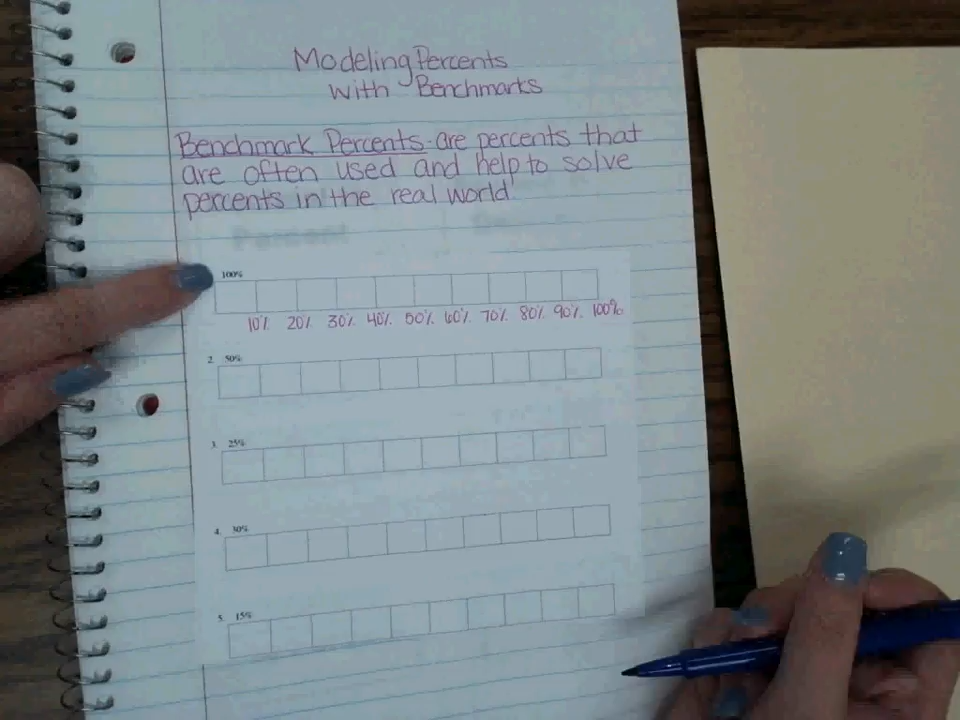 Modeling Percents
with Benchmarks
Benchmark Percents - are percents that
are often used and help to solve
percents in the real world!
100%
10% 20% 30% 40% 50% 60% 70% 80% 90% 100%
2. 50%
3. 25%
4. 30%
5. 15%